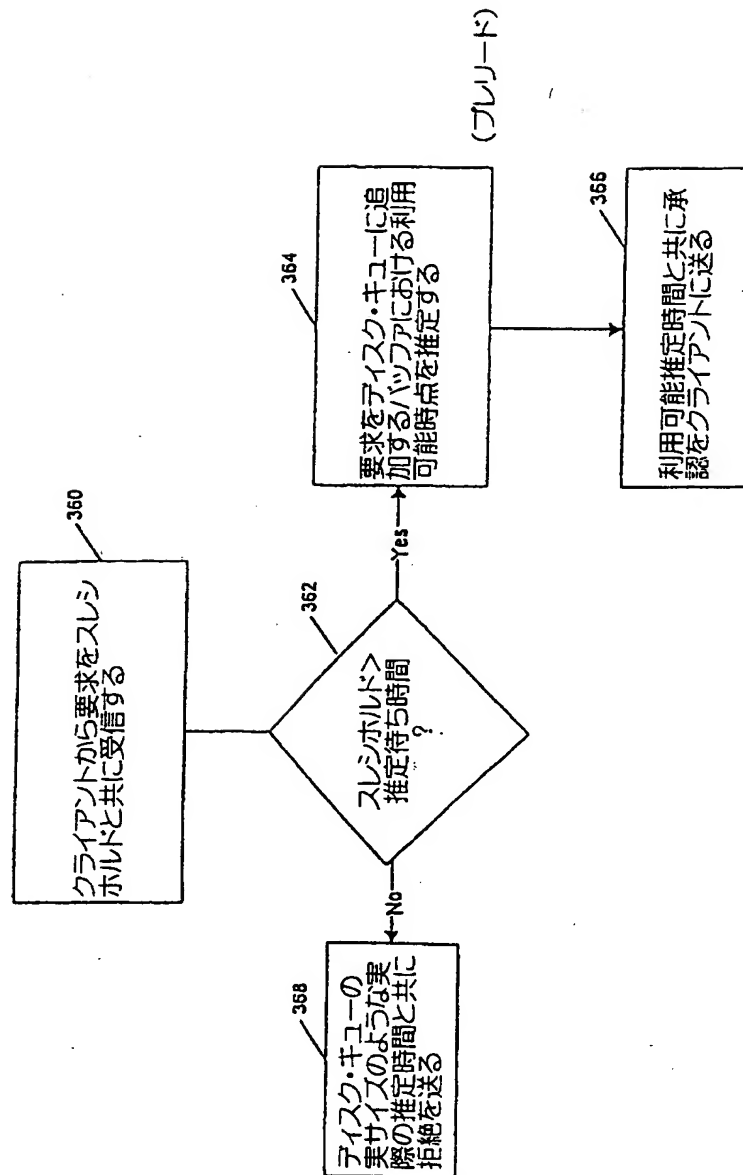 360
クライアントから要求をスレシ
ホルドと共に受信する
362
スレシホルド>
推定待ち時間
?
No
Yes
368
ディスク・キューの
実サイズのような実
際の推定時間と共に
拒絶を送る
364
要求をディスク・キューに追
加するバッファにおける利用
可能時点を推定する
(プレリード)
366
利用可能推定時間と共に承
認をクライアントに送る